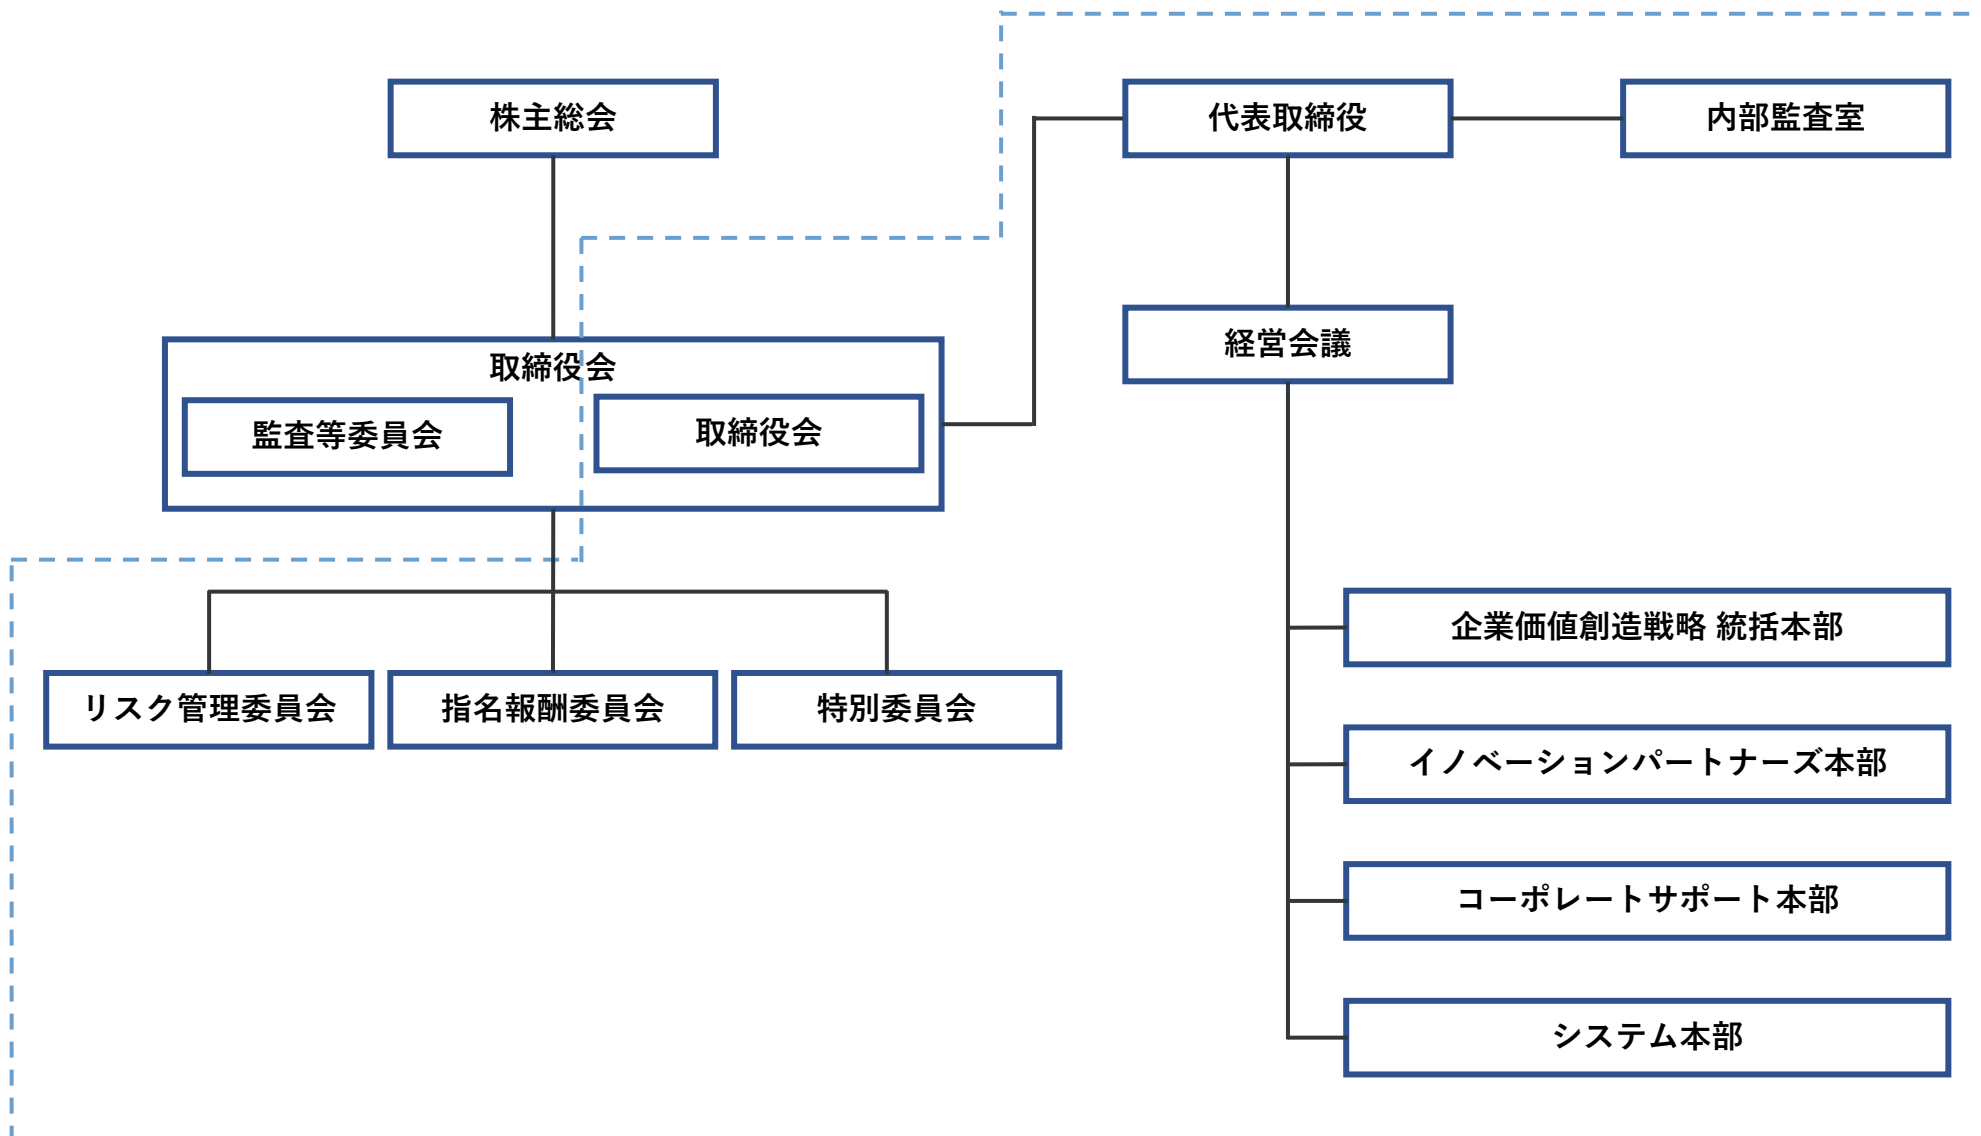 株主総会
代表取締役
内部監査室
経営会議
取締役会
監査等委員会
取締役会
リスク管理委員会
指名報酬委員会
特別委員会
企業価値創造戦略 統括本部
イノベーションパートナーズ本部
コーポレートサポート本部
システム本部